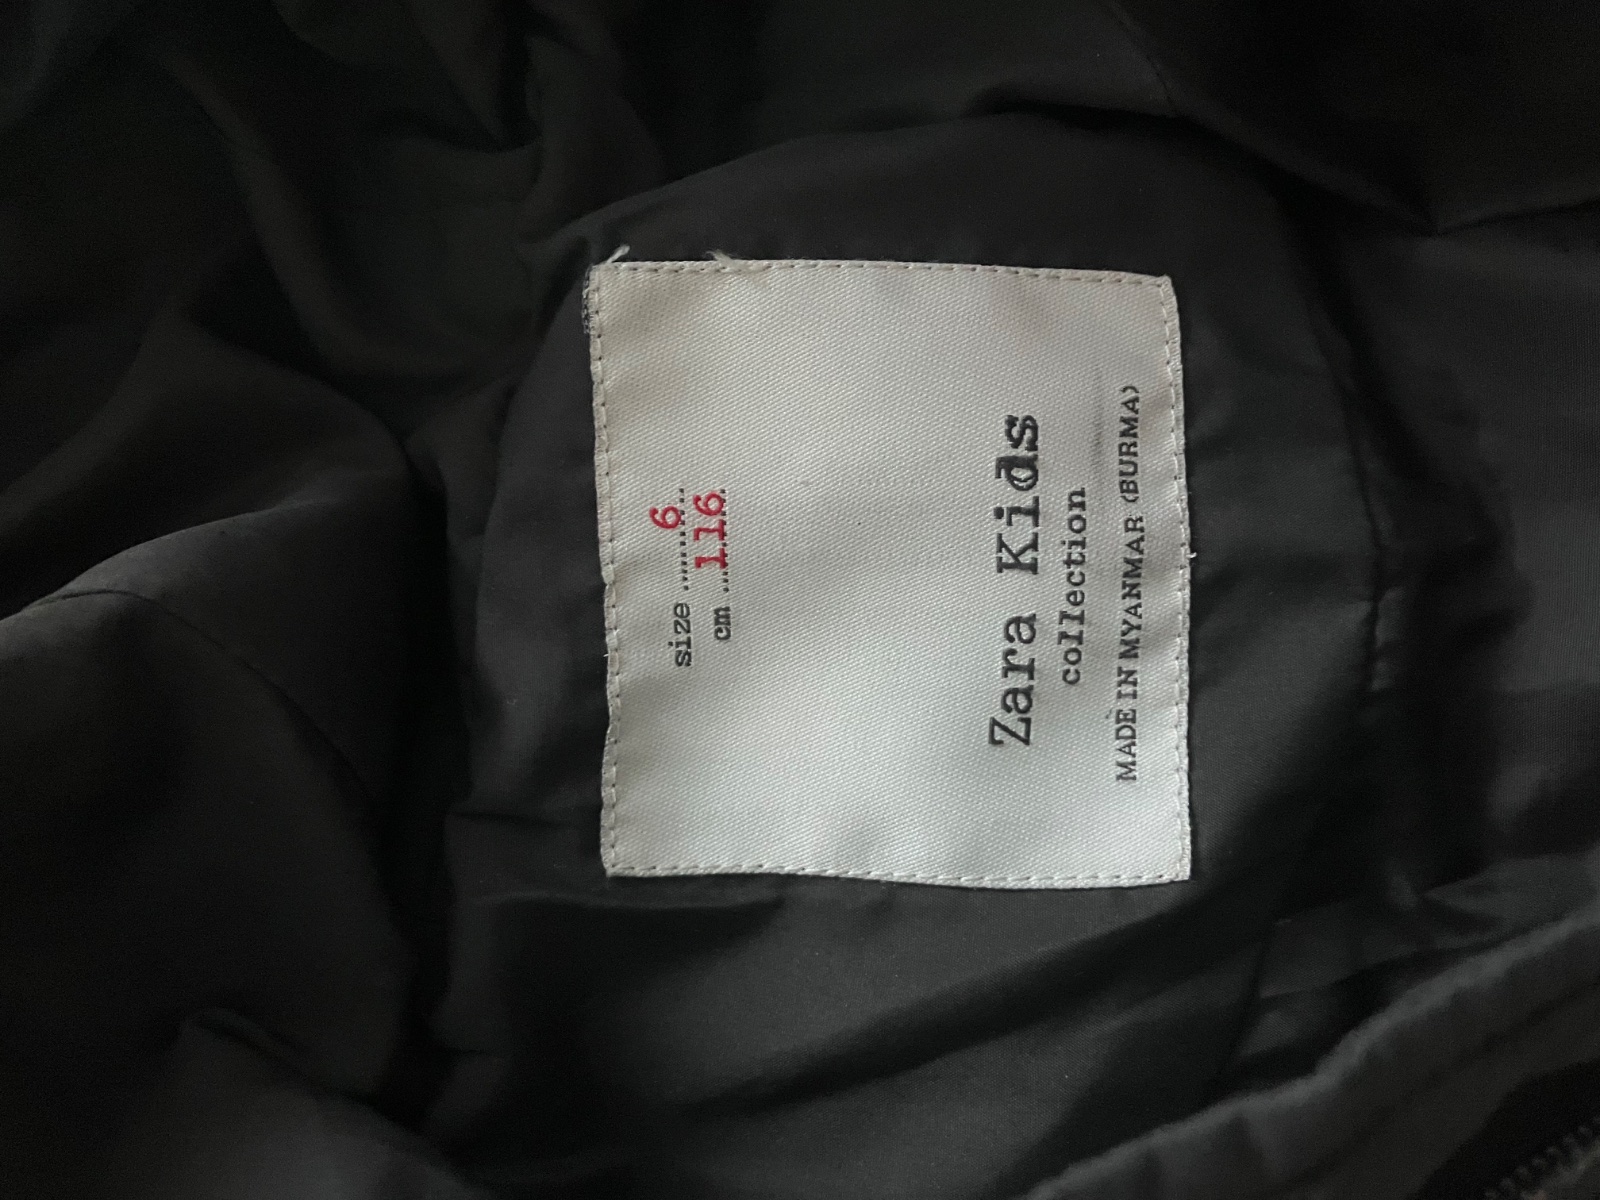 size ......6..
cm ...116.
Zara Kids
collection
MADE IN MYANMAR (BURMA)